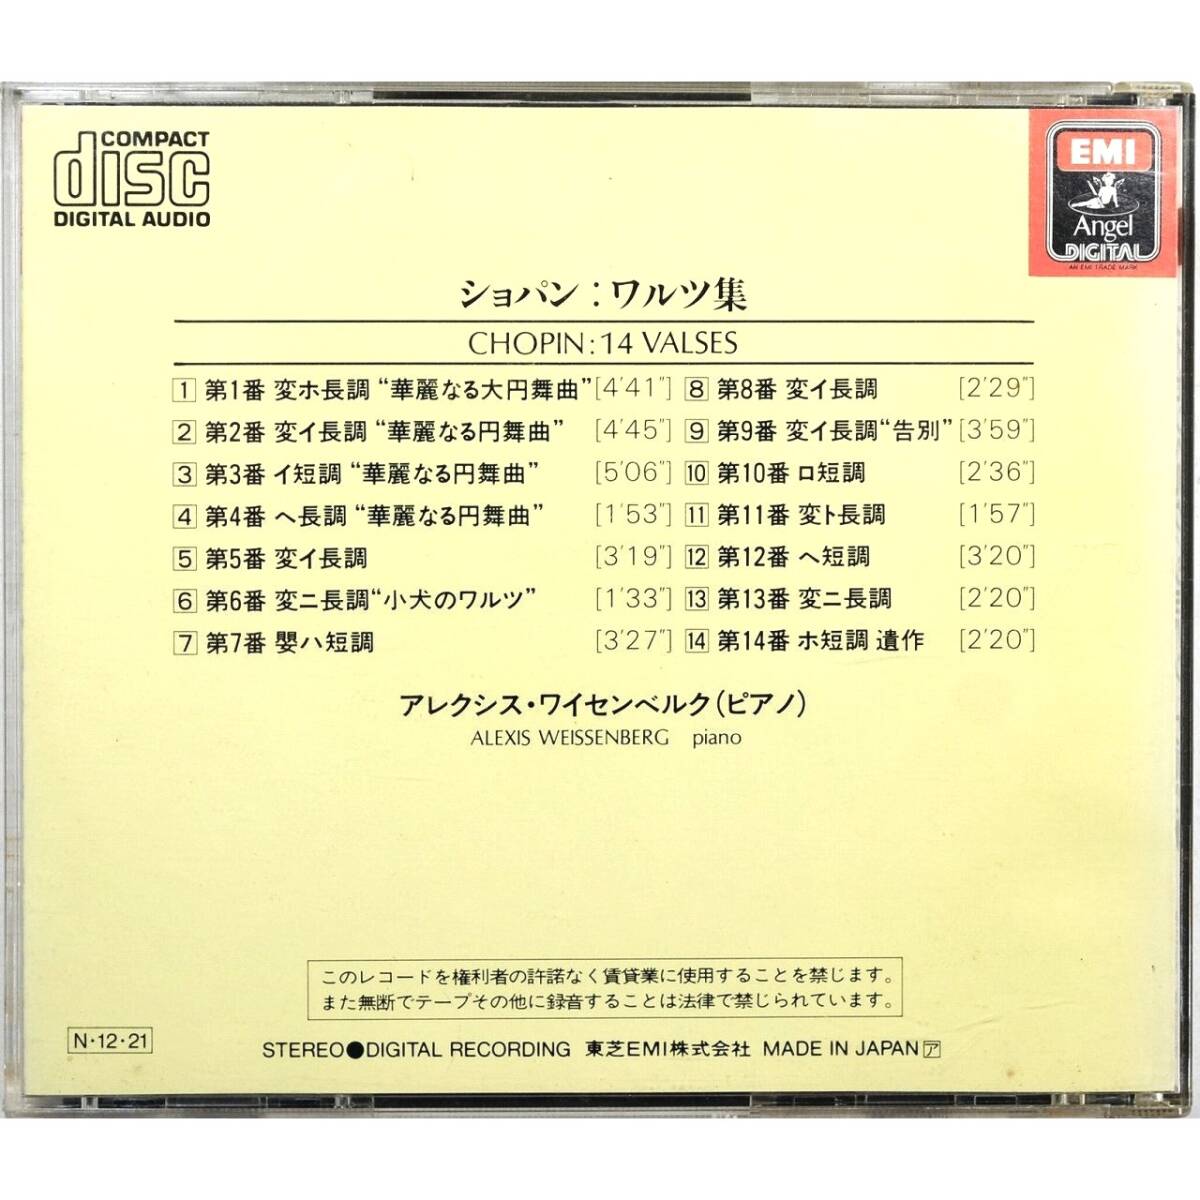 COMPACT
disc
DIGITAL AUDIO
EMI
Angel
DIGITAL
AN EMI TRADE MARK
ショパン：ワルツ集
CHOPIN: 14 VALSES
1 第1番 変ホ長調 “華麗なる大円舞曲” [4'41"]
2 第2番 変イ長調 “華麗なる円舞曲” [4'45"]
3 第3番 イ短調 “華麗なる円舞曲” [5'06"]
4 第4番 ヘ長調 “華麗なる円舞曲” [1'53"]
5 第5番 変イ長調 [3'19"]
6 第6番 変ニ長調 “小犬のワルツ” [1'33"]
7 第7番 嬰ハ短調 [3'27"]
8 第8番 変イ長調 [2'29"]
9 第9番 変イ長調 “告別” [3'59"]
10 第10番 ロ短調 [2'36"]
11 第11番 変ト長調 [1'57"]
12 第12番 ヘ短調 [3'20"]
13 第13番 変ニ長調 [2'20"]
14 第14番 ホ短調 遺作 [2'20"]
アレクシス・ワイセンベルク（ピアノ）
ALEXIS WEISSENBERG piano
このレコードを権利者の許諾なく賃貸業に使用することを禁じます。
また無断でテープその他に録音することは法律で禁じられています。
N・12・21
STEREO●DIGITAL RECORDING 東芝EMI株式会社 MADE IN JAPAN ア